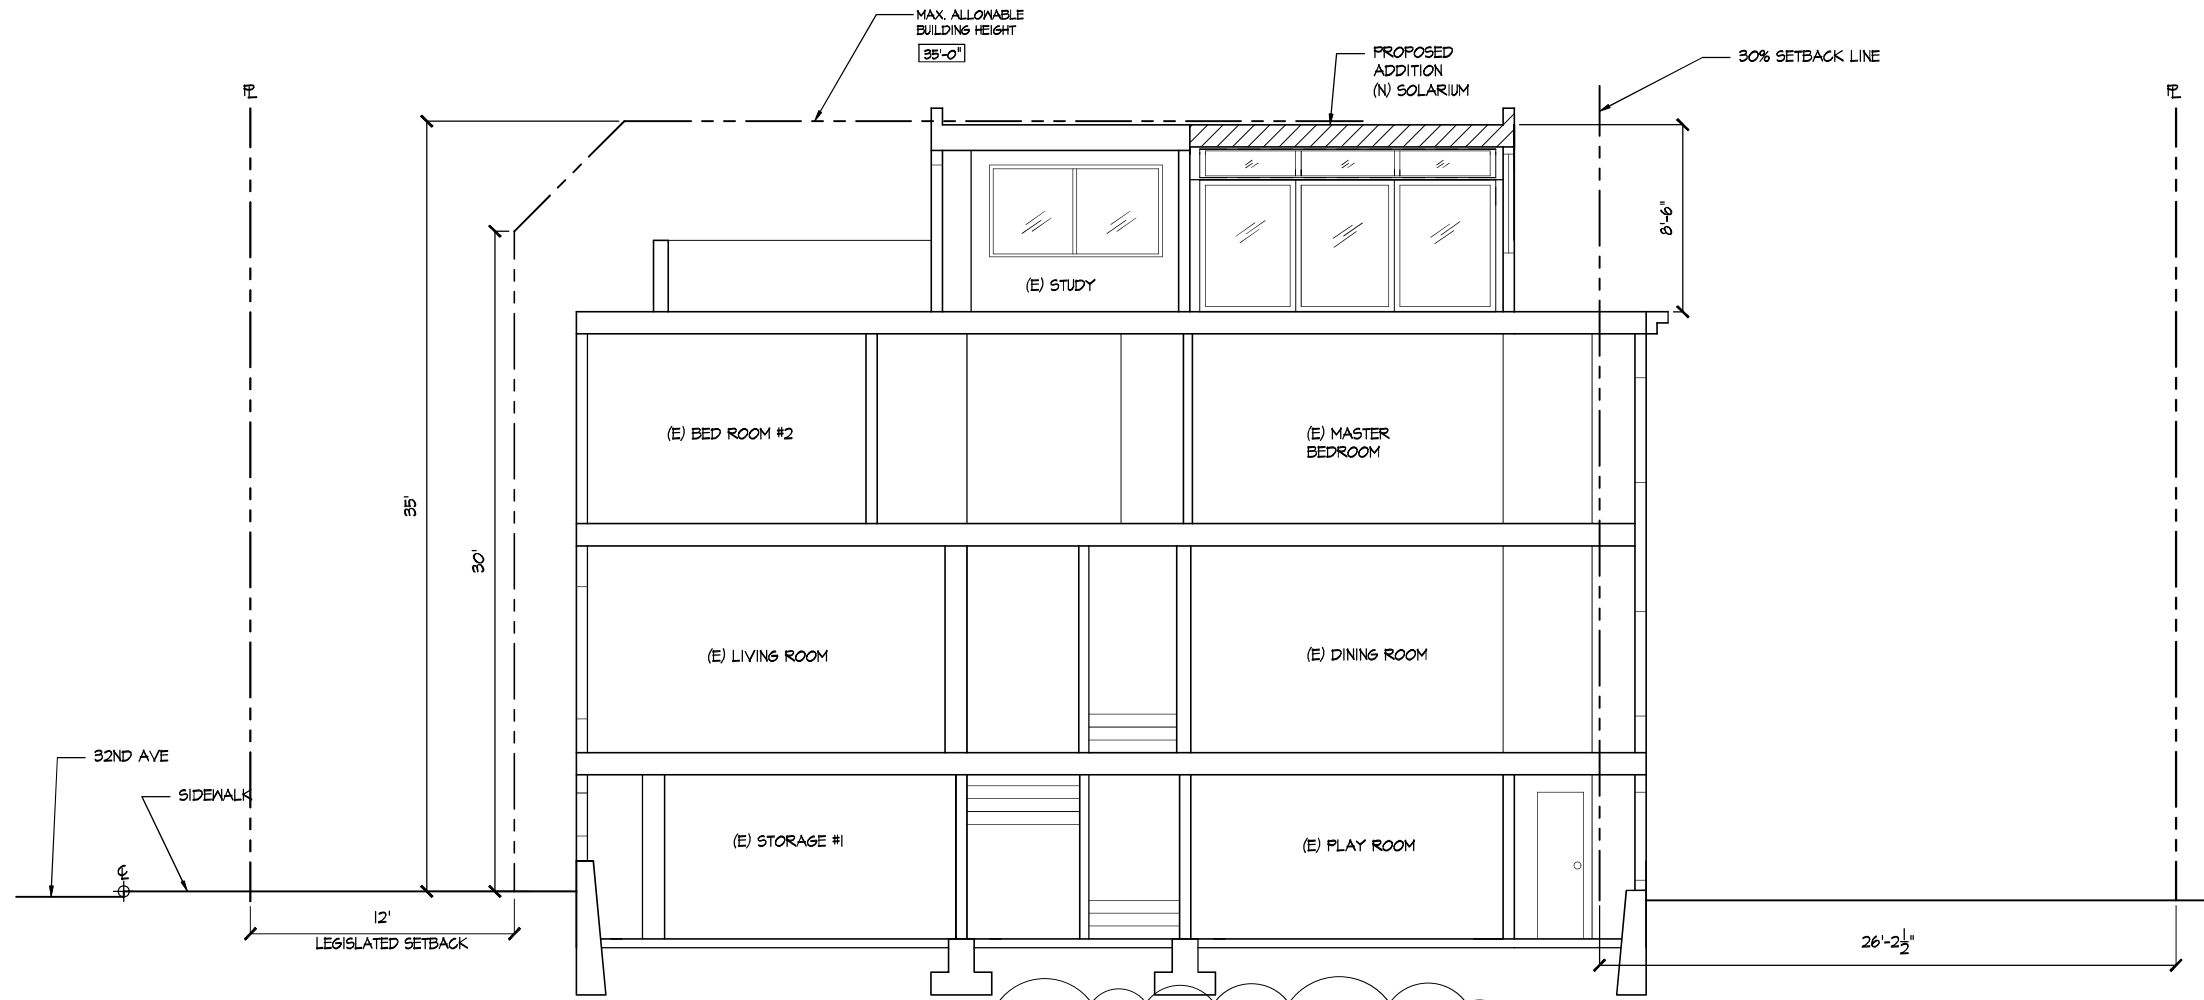 MAX. ALLOWABLE
BUILDING HEIGHT
35'-0"
PROPOSED
ADDITION
(N) SOLARIUM
30% SETBACK LINE
PL
PL
8'-6"
(E) STUDY
(E) BED ROOM #2
(E) MASTER
BEDROOM
35'
30'
(E) LIVING ROOM
(E) DINING ROOM
32ND AVE
SIDEWALK
(E) STORAGE #1
(E) PLAY ROOM
CL
12'
LEGISLATED SETBACK
26'-2½"